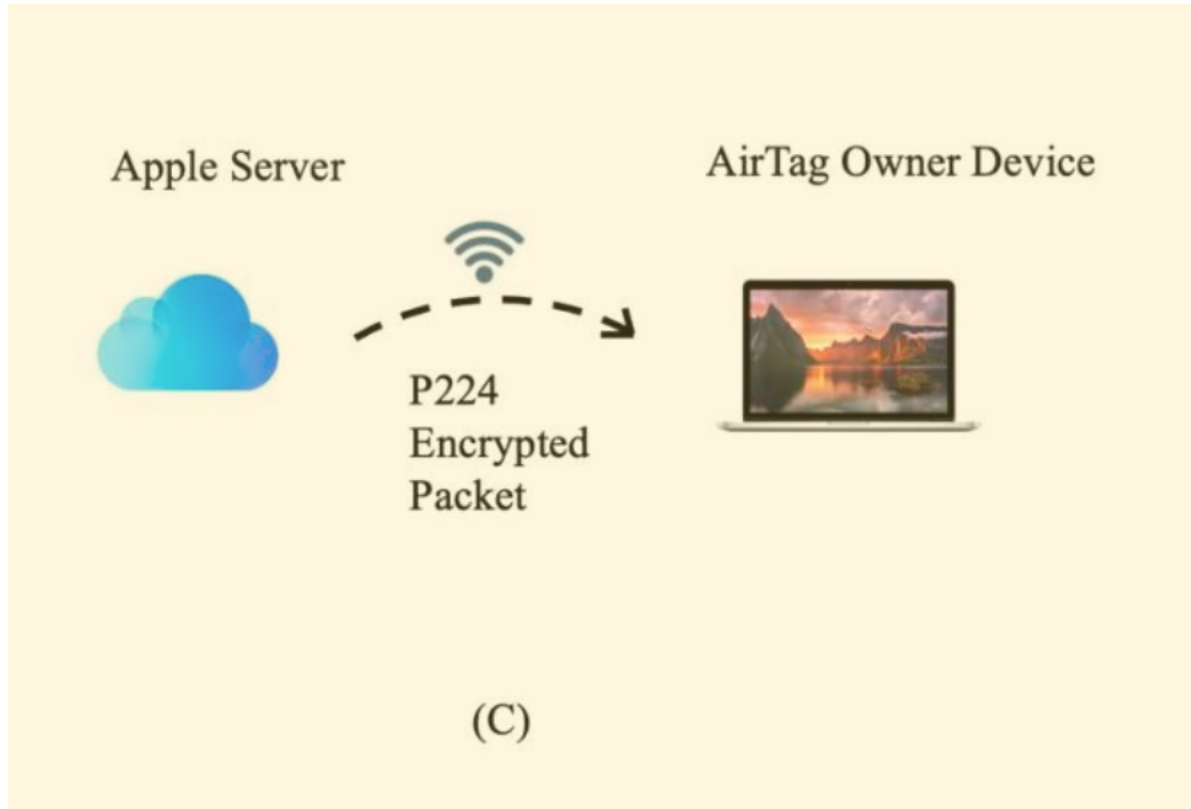 Apple Server
AirTag Owner Device
P224
Encrypted
Packet
(C)